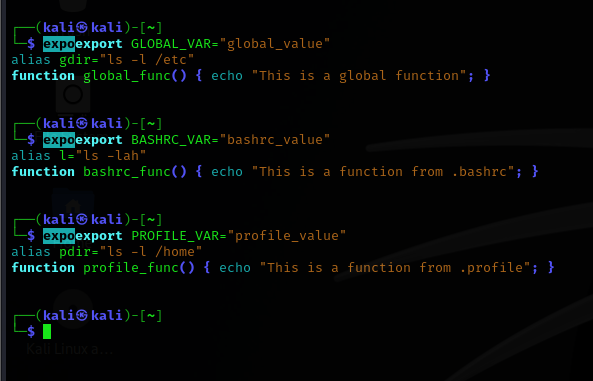 ┌──(kali㉿kali)-[~]
└─$ expoexport GLOBAL_VAR="global_value"
alias gdir="ls -l /etc"
function global_func() { echo "This is a global function"; }
┌──(kali㉿kali)-[~]
└─$ expoexport BASHRC_VAR="bashrc_value"
alias l="ls -lah"
function bashrc_func() { echo "This is a function from .bashrc"; }
┌──(kali㉿kali)-[~]
└─$ expoexport PROFILE_VAR="profile_value"
alias pdir="ls -l /home"
function profile_func() { echo "This is a function from .profile"; }
┌──(kali㉿kali)-[~]
└─$
Kali Linux a...